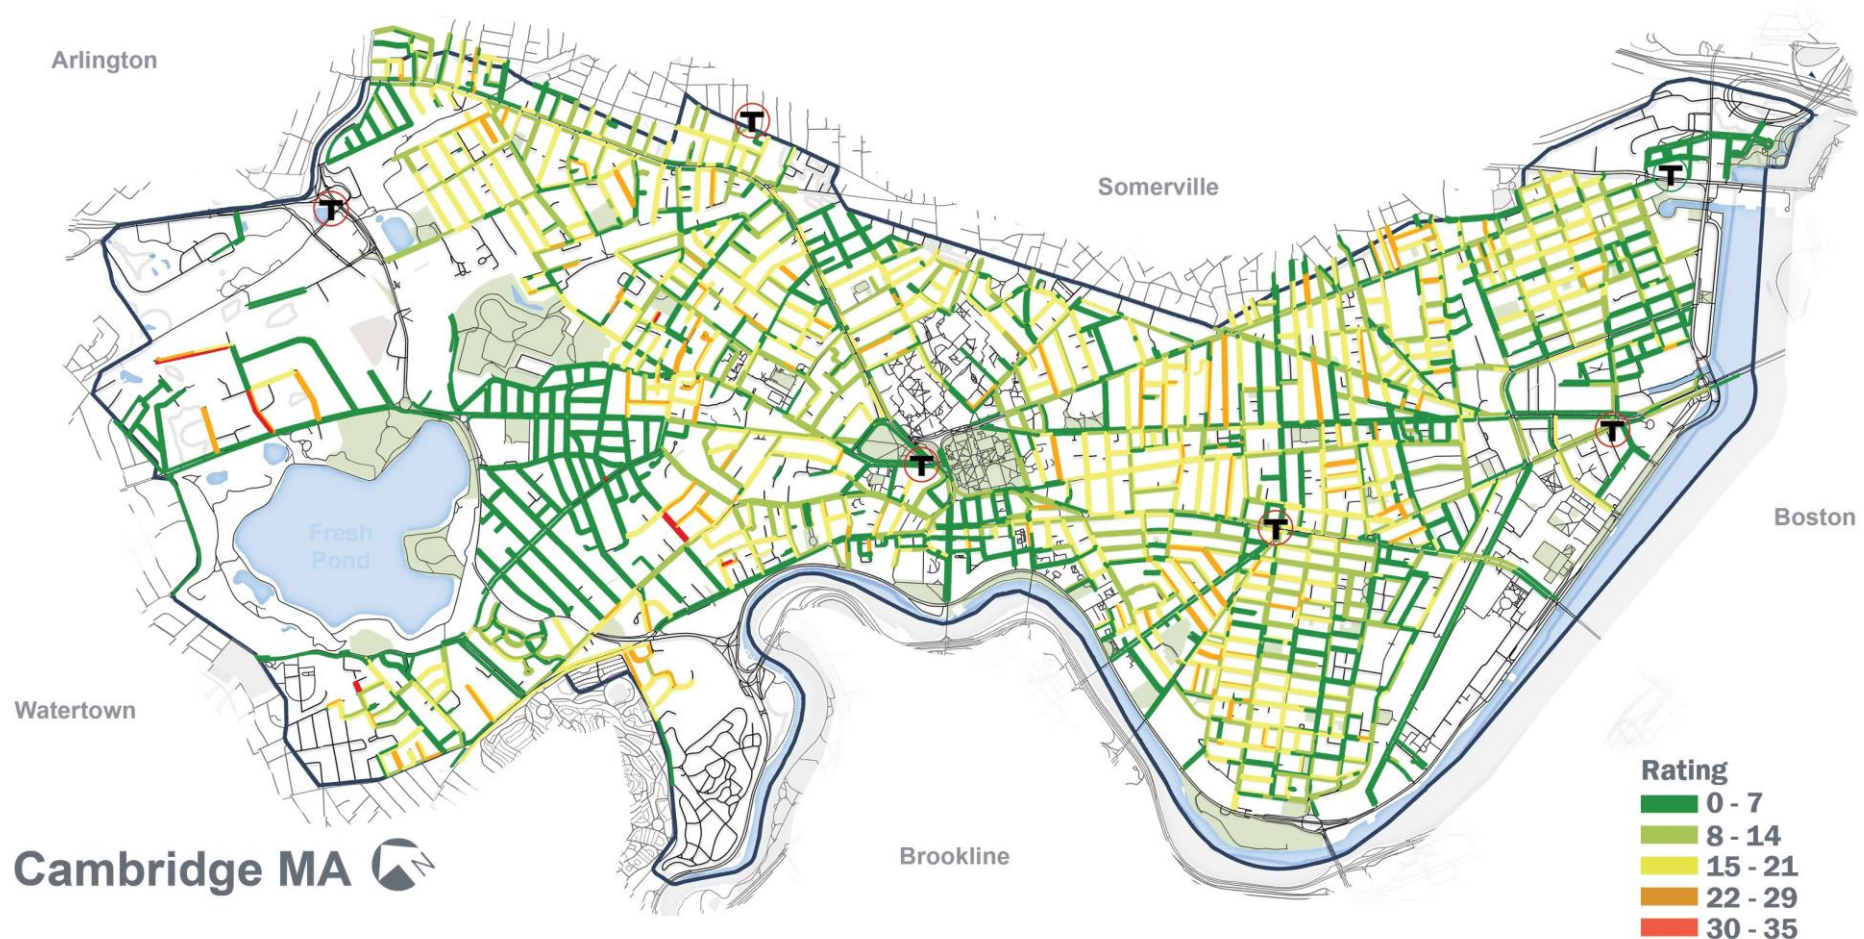 Arlington
Somerville
Fresh
Pond
Boston
Watertown
Brookline
Cambridge MA
N
T
T
T
T
T
T
Rating
0 - 7
8 - 14
15 - 21
22 - 29
30 - 35